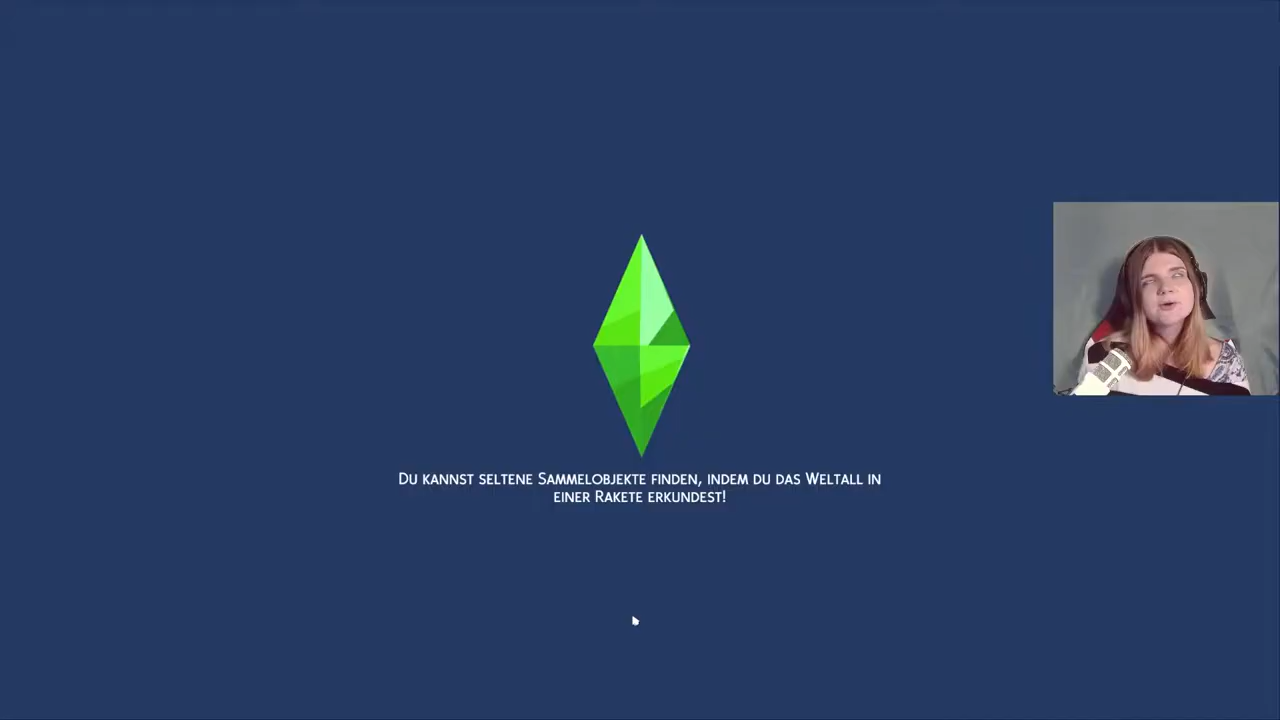 Du kannst seltene Sammelobjekte finden, indem du das Weltall in
einer Rakete erkundest!